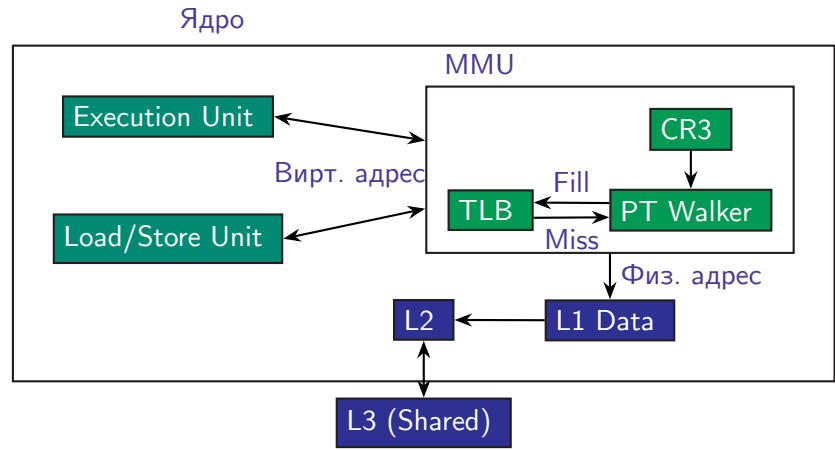 Ядро
MMU
Execution Unit
CR3
Вирт. адрес
Fill
TLB
PT Walker
Load/Store Unit
Miss
Физ. адрес
L2
L1 Data
L3 (Shared)